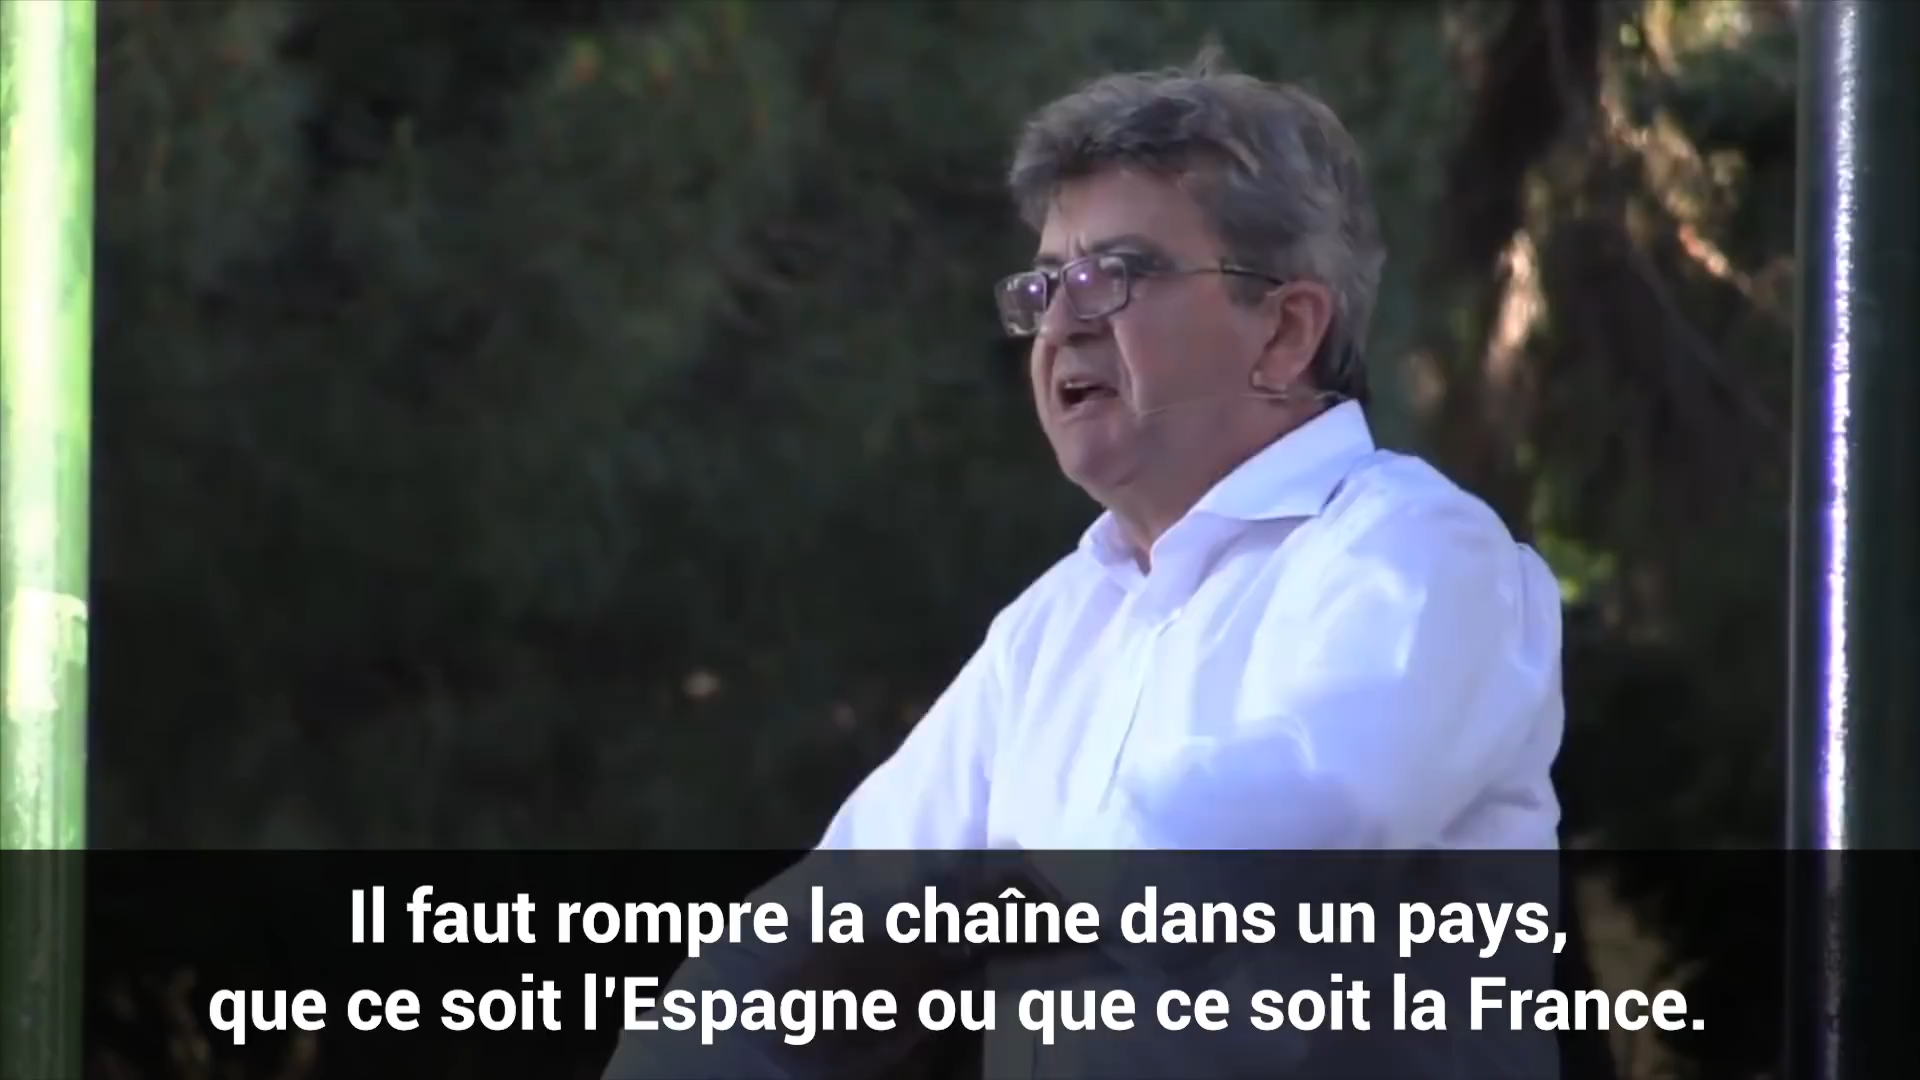 Il faut rompre la chaîne dans un pays,
que ce soit l'Espagne ou que ce soit la France.